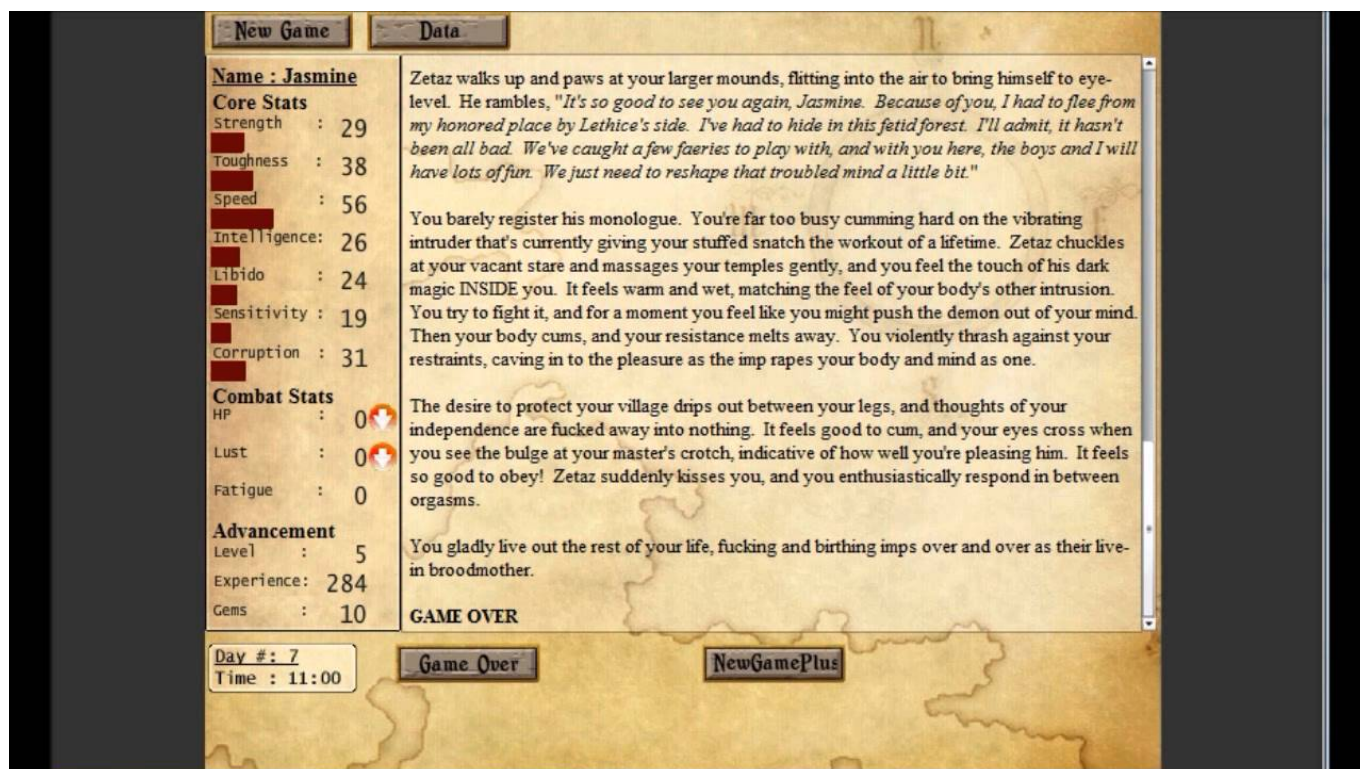 New Game
Data
Name : Jasmine
Core Stats
Strength : 29
Toughness : 38
Speed : 56
Intelligence: 26
Libido : 24
Sensitivity : 19
Corruption : 31
Combat Stats
HP : 0
Lust : 0
Fatigue : 0
Advancement
Level : 5
Experience: 284
Gems : 10
Day #: 7
Time : 11:00
Zetaz walks up and paws at your larger mounds, flitting into the air to bring himself to eye-
level. He rambles, "It's so good to see you again, Jasmine. Because of you, I had to flee from
my honored place by Lethice's side. I've had to hide in this fetid forest. I'll admit, it hasn't
been all bad. We've caught a few faeries to play with, and with you here, the boys and I will
have lots of fun. We just need to reshape that troubled mind a little bit."
You barely register his monologue. You're far too busy cumming hard on the vibrating
intruder that's currently giving your stuffed snatch the workout of a lifetime. Zetaz chuckles
at your vacant stare and massages your temples gently, and you feel the touch of his dark
magic INSIDE you. It feels warm and wet, matching the feel of your body's other intrusion.
You try to fight it, and for a moment you feel like you might push the demon out of your mind.
Then your body cums, and your resistance melts away. You violently thrash against your
restraints, caving in to the pleasure as the imp rapes your body and mind as one.
The desire to protect your village drips out between your legs, and thoughts of your
independence are fucked away into nothing. It feels good to cum, and your eyes cross when
you see the bulge at your master's crotch, indicative of how well you're pleasing him. It feels
so good to obey! Zetaz suddenly kisses you, and you enthusiastically respond in between
orgasms.
You gladly live out the rest of your life, fucking and birthing imps over and over as their live-
in broodmother.
GAME OVER
Game Over
NewGamePlus